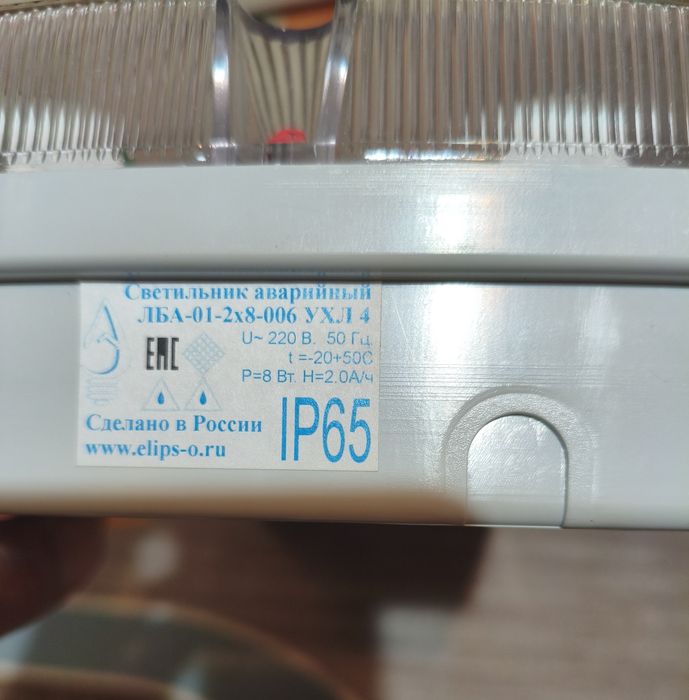 Светильник аварийный
ЛБА-01-2х8-006 УХЛ 4
U~ 220 В. 50 Гц.
t =-20+50С
Р=8 Вт. Н=2.0А/ч
ЕАС
Сделано в России
www.elips-o.ru
IP65